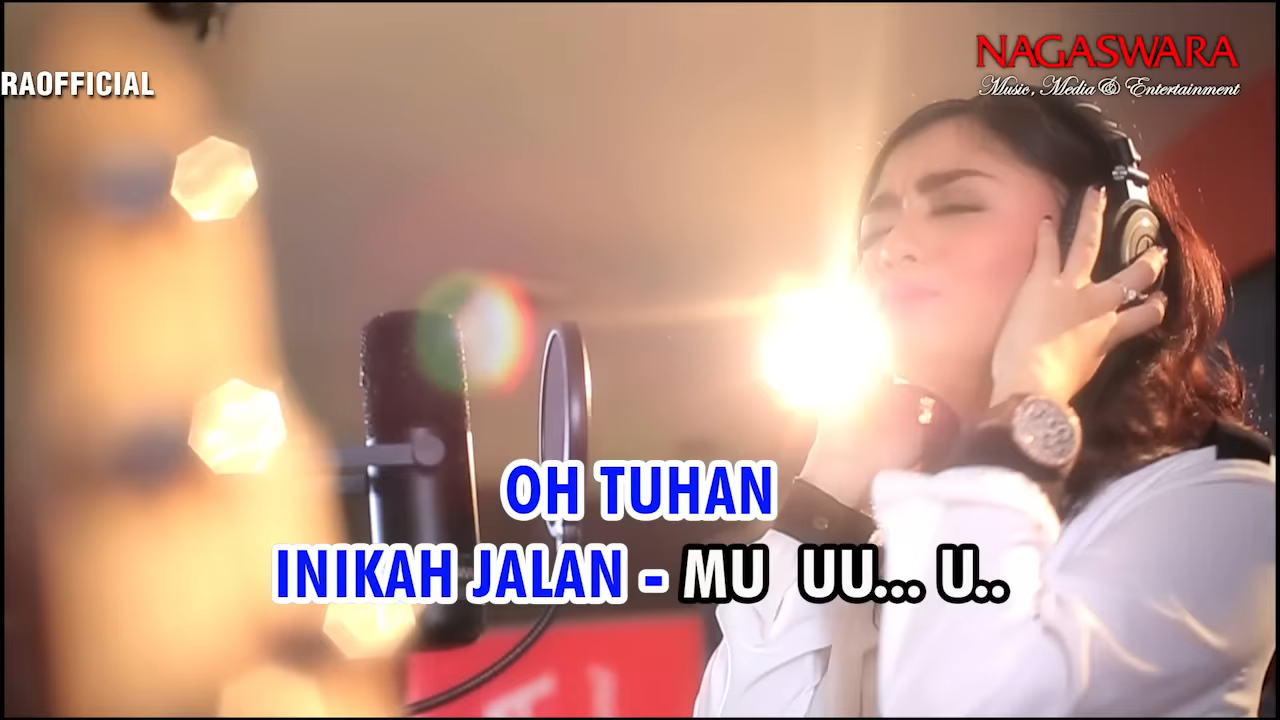 NAGASWARA
RAOFFICIAL
Music, Media & Entertainment
OH TUHAN
INIKAH JALAN - MU UU... U..